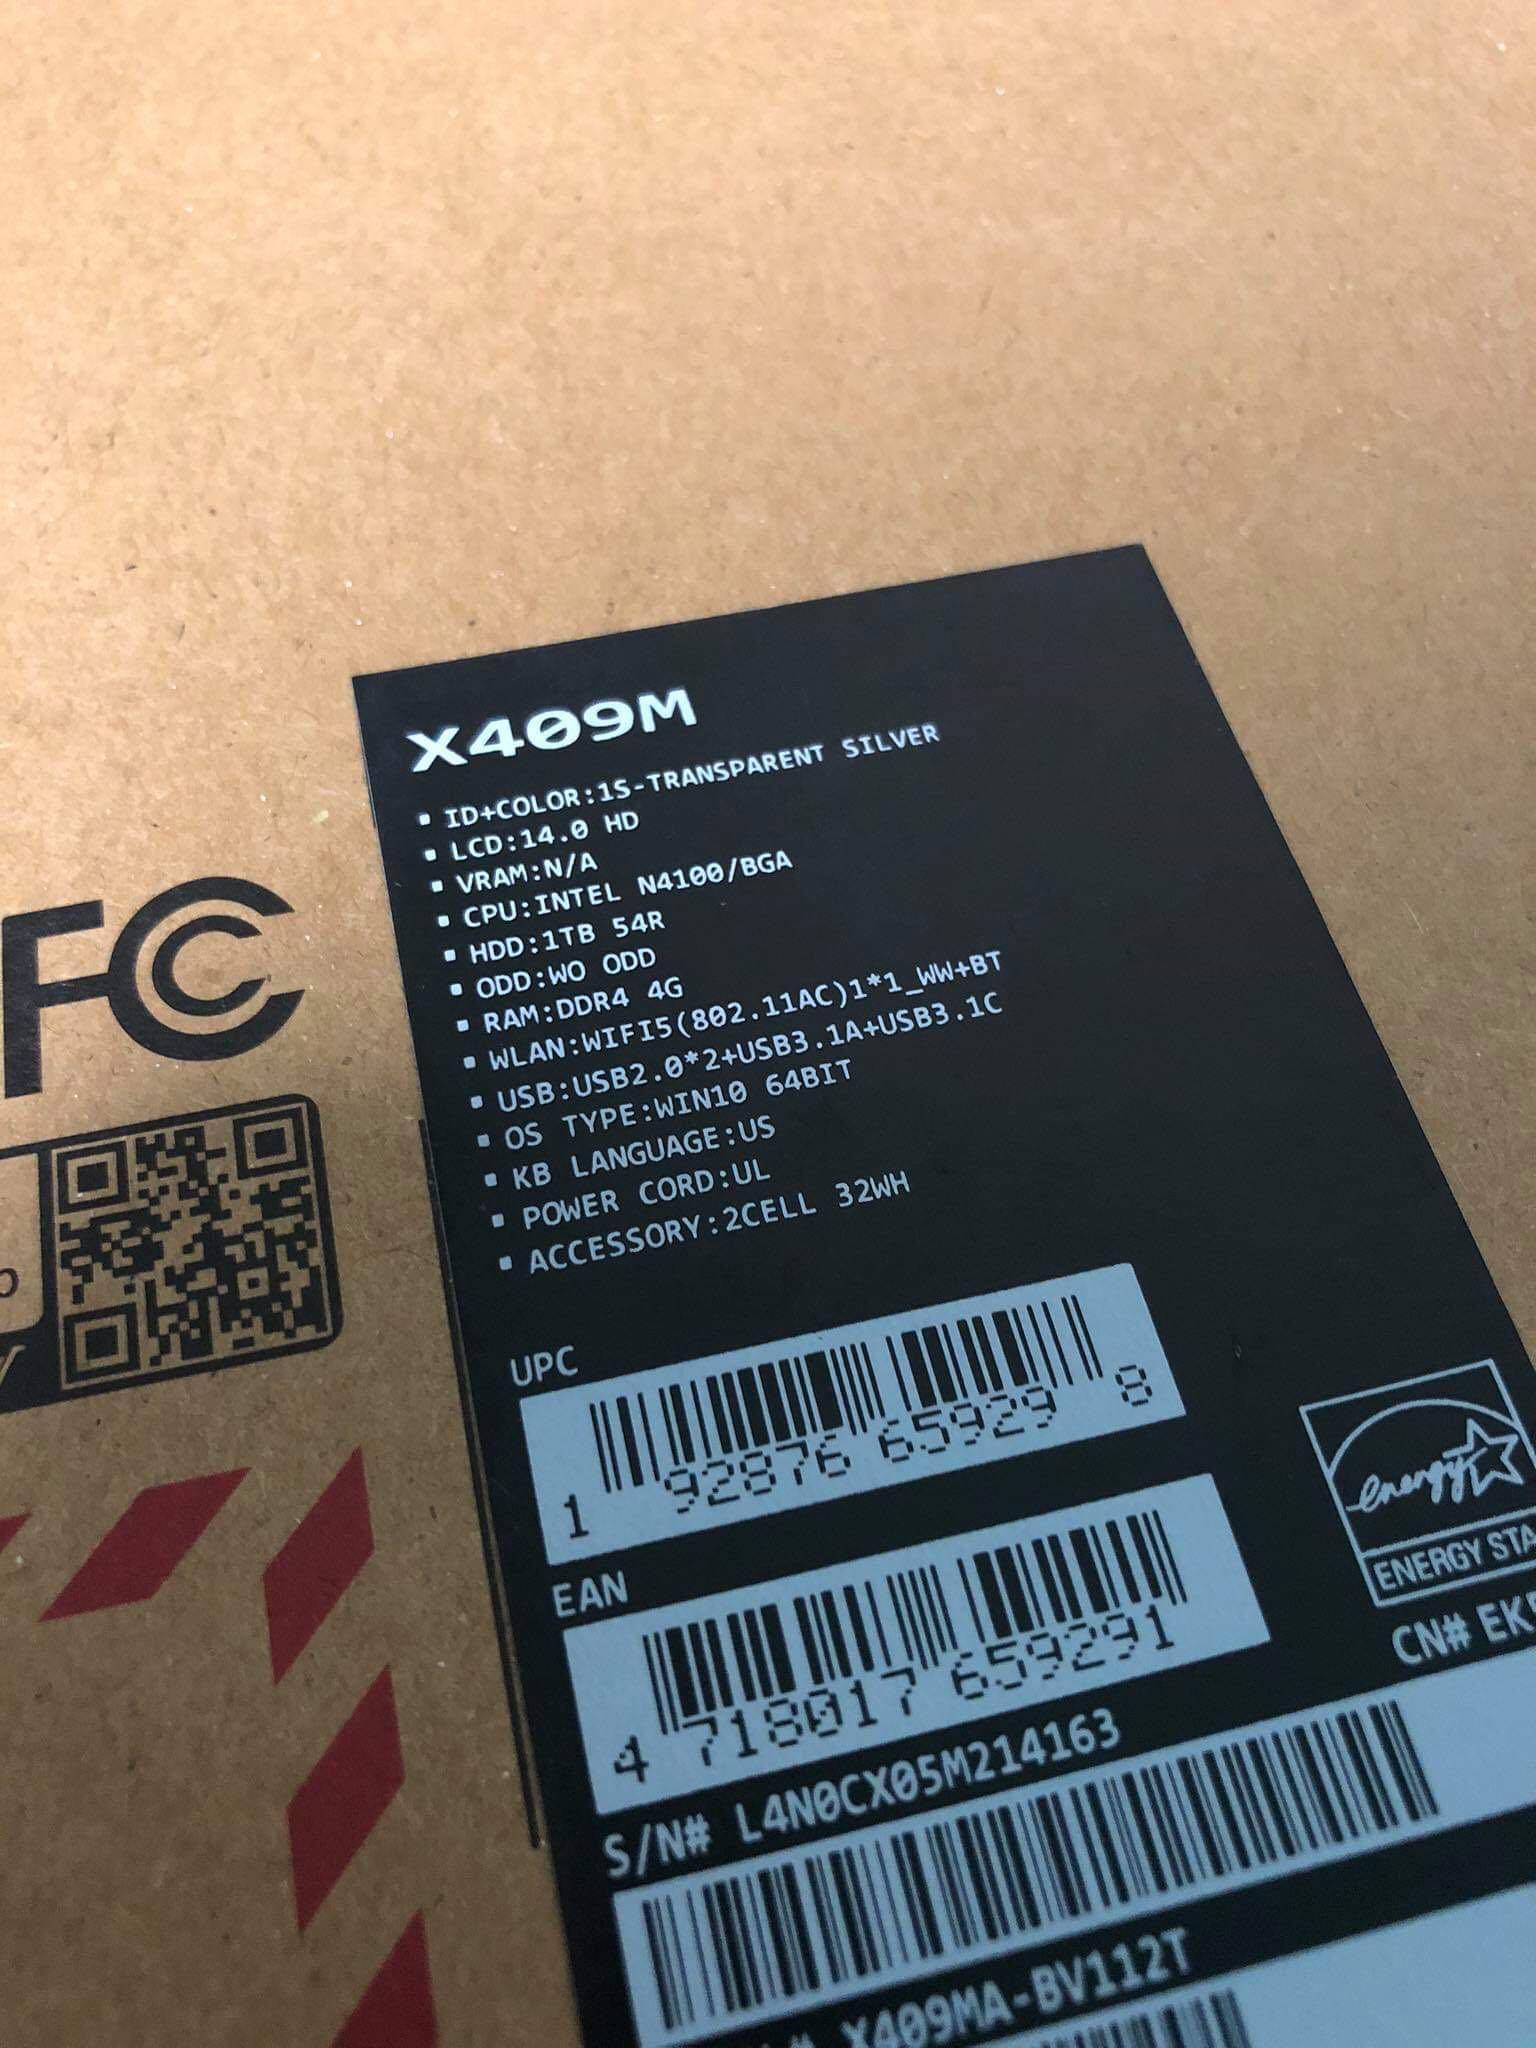 X409M
▪ ID+COLOR:1S-TRANSPARENT SILVER
▪ LCD:14.0 HD
▪ VRAM:N/A
▪ CPU:INTEL N4100/BGA
▪ HDD:1TB 54R
▪ ODD:WO ODD
▪ RAM:DDR4 4G
▪ WLAN:WIFI5(802.11AC)1*1_WW+BT
▪ USB:USB2.0*2+USB3.1A+USB3.1C
▪ OS TYPE:WIN10 64BIT
▪ KB LANGUAGE:US
▪ POWER CORD:UL
▪ ACCESSORY:2CELL 32WH
FC
UPC
1 92876 65929 8
energy
ENERGY STA
EAN
4 718017 659291
CN# EK
S/N# L4N0CX05M214163
X409MA-BV112T